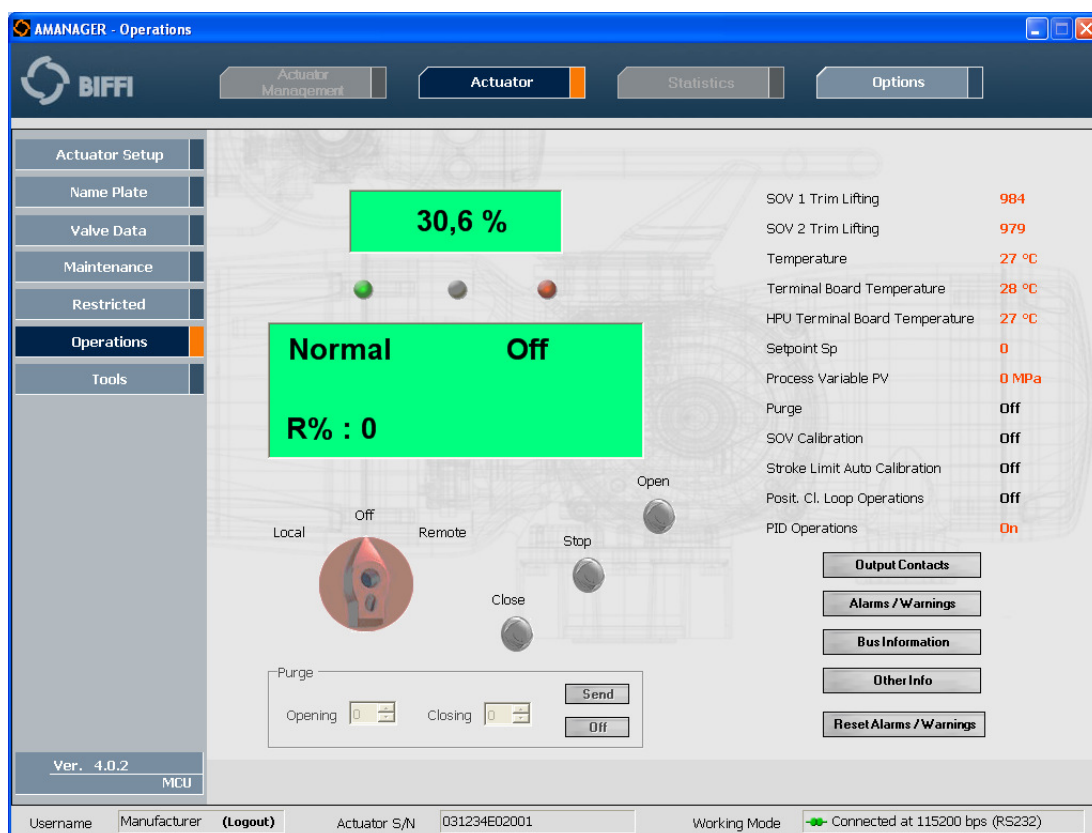 AMANAGER - Operations
BIFFI
Actuator Management
Actuator
Statistics
Options
Actuator Setup
Name Plate
Valve Data
Maintenance
Restricted
Operations
Tools
30,6 %
Normal Off
R% : 0
Local
Off
Remote
Open
Stop
Close
Purge
Opening 0
Closing 0
Send
Off
SOV 1 Trim Lifting 984
SOV 2 Trim Lifting 979
Temperature 27 °C
Terminal Board Temperature 28 °C
HPU Terminal Board Temperature 27 °C
Setpoint Sp 0
Process Variable PV 0 MPa
Purge Off
SOV Calibration Off
Stroke Limit Auto Calibration Off
Posit. Cl. Loop Operations Off
PID Operations On
Output Contacts
Alarms / Warnings
Bus Information
Other Info
Reset Alarms / Warnings
Ver. 4.0.2
MCU
Username Manufacturer (Logout) Actuator S/N 031234E02001 Working Mode Connected at 115200 bps (RS232)